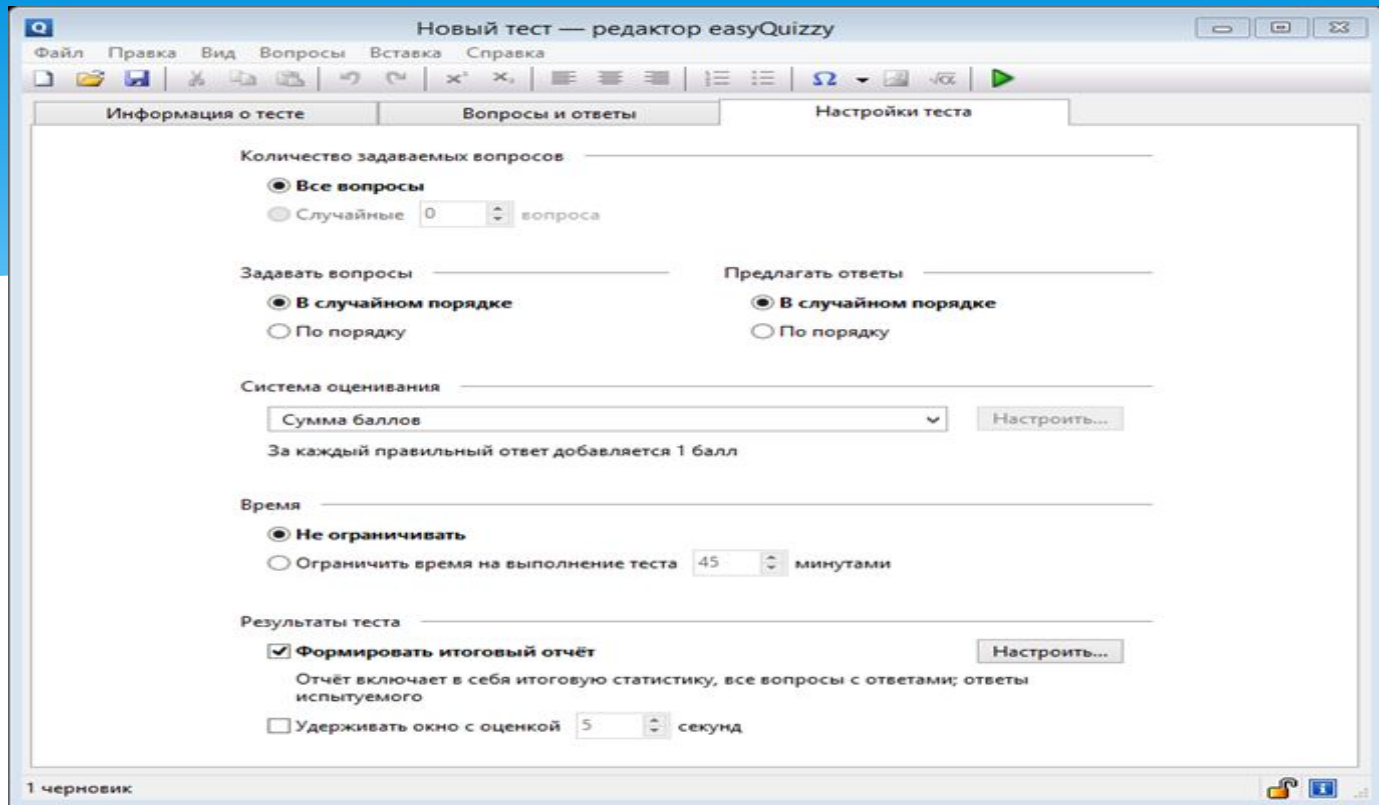 Новый тест — редактор easyQuizzy
Файл Правка Вид Вопросы Вставка Справка
Информация о тесте Вопросы и ответы Настройки теста
Количество задаваемых вопросов
Все вопросы
Случайные 0 вопроса
Задавать вопросы Предлагать ответы
В случайном порядке В случайном порядке
По порядку По порядку
Система оценивания
Сумма баллов Настроить...
За каждый правильный ответ добавляется 1 балл
Время
Не ограничивать
Ограничить время на выполнение теста 45 минутами
Результаты теста
Формировать итоговый отчёт Настроить...
Отчёт включает в себя итоговую статистику, все вопросы с ответами; ответы
испытуемого
Удерживать окно с оценкой 5 секунд
1 черновик